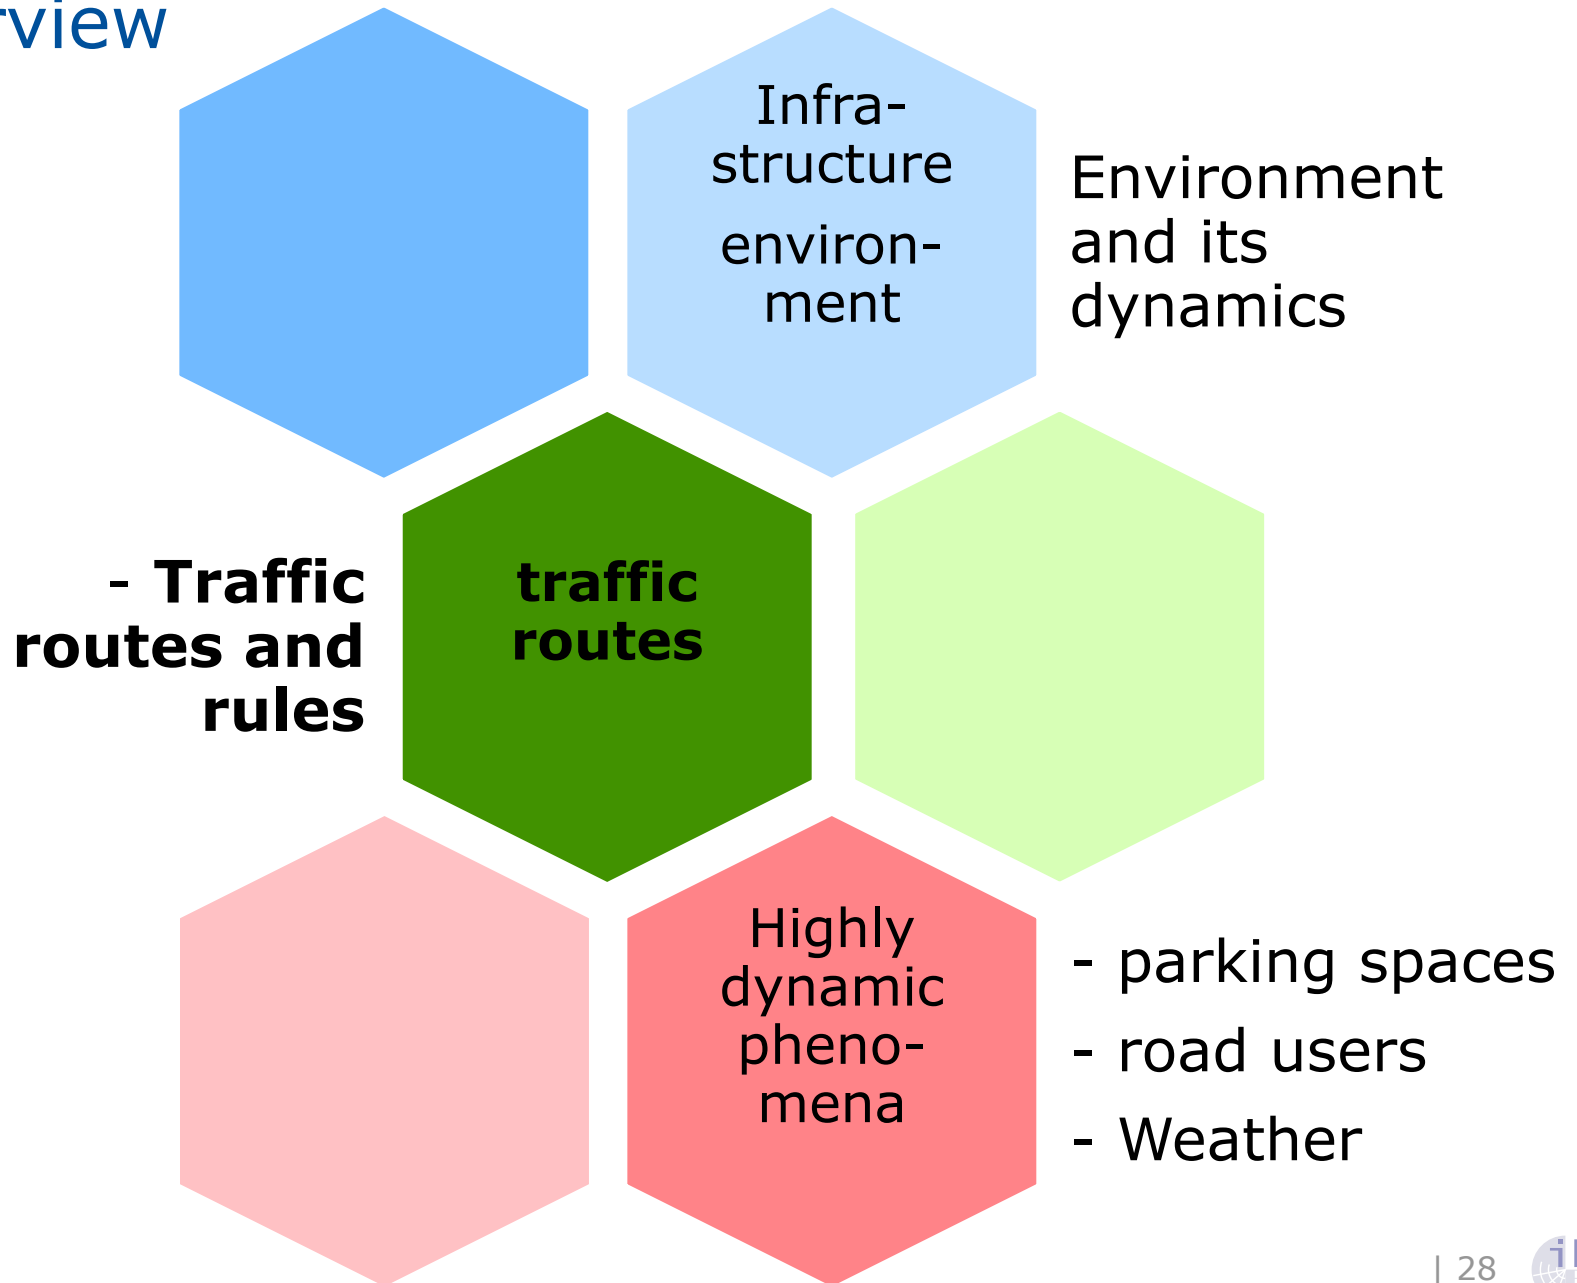 rview
Infra-
structure
environ-
ment
Environment
and its
dynamics
- Traffic
routes and
rules
traffic
routes
Highly
dynamic
pheno-
mena
- parking spaces
- road users
- Weather
| 28